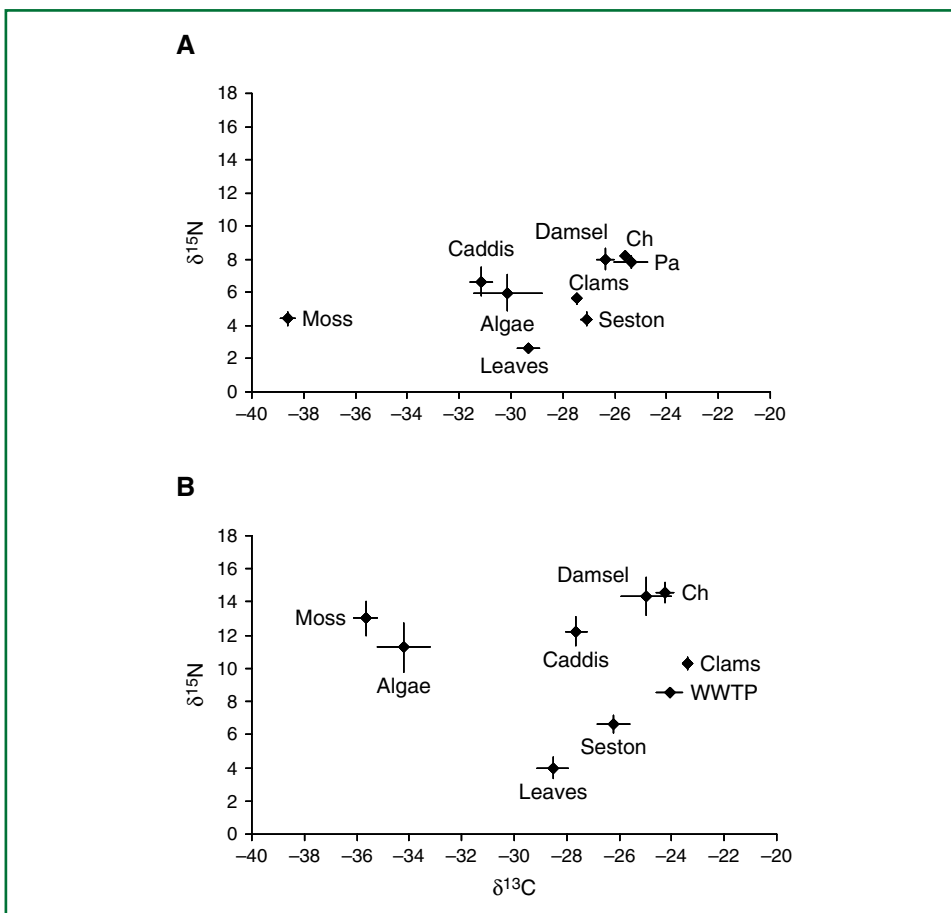 A
18
16
14
12
10
8
6
4
2
0
δ15N
Damsel
Ch
Caddis
Pa
Clams
Moss
Algae
Seston
Leaves
–40 –38 –36 –34 –32 –30 –28 –26 –24 –22 –20
B
18
16
14
12
10
8
6
4
2
0
δ15N
Damsel
Ch
Moss
Caddis
Algae
Clams
WWTP
Seston
Leaves
–40 –38 –36 –34 –32 –30 –28 –26 –24 –22 –20
δ13C